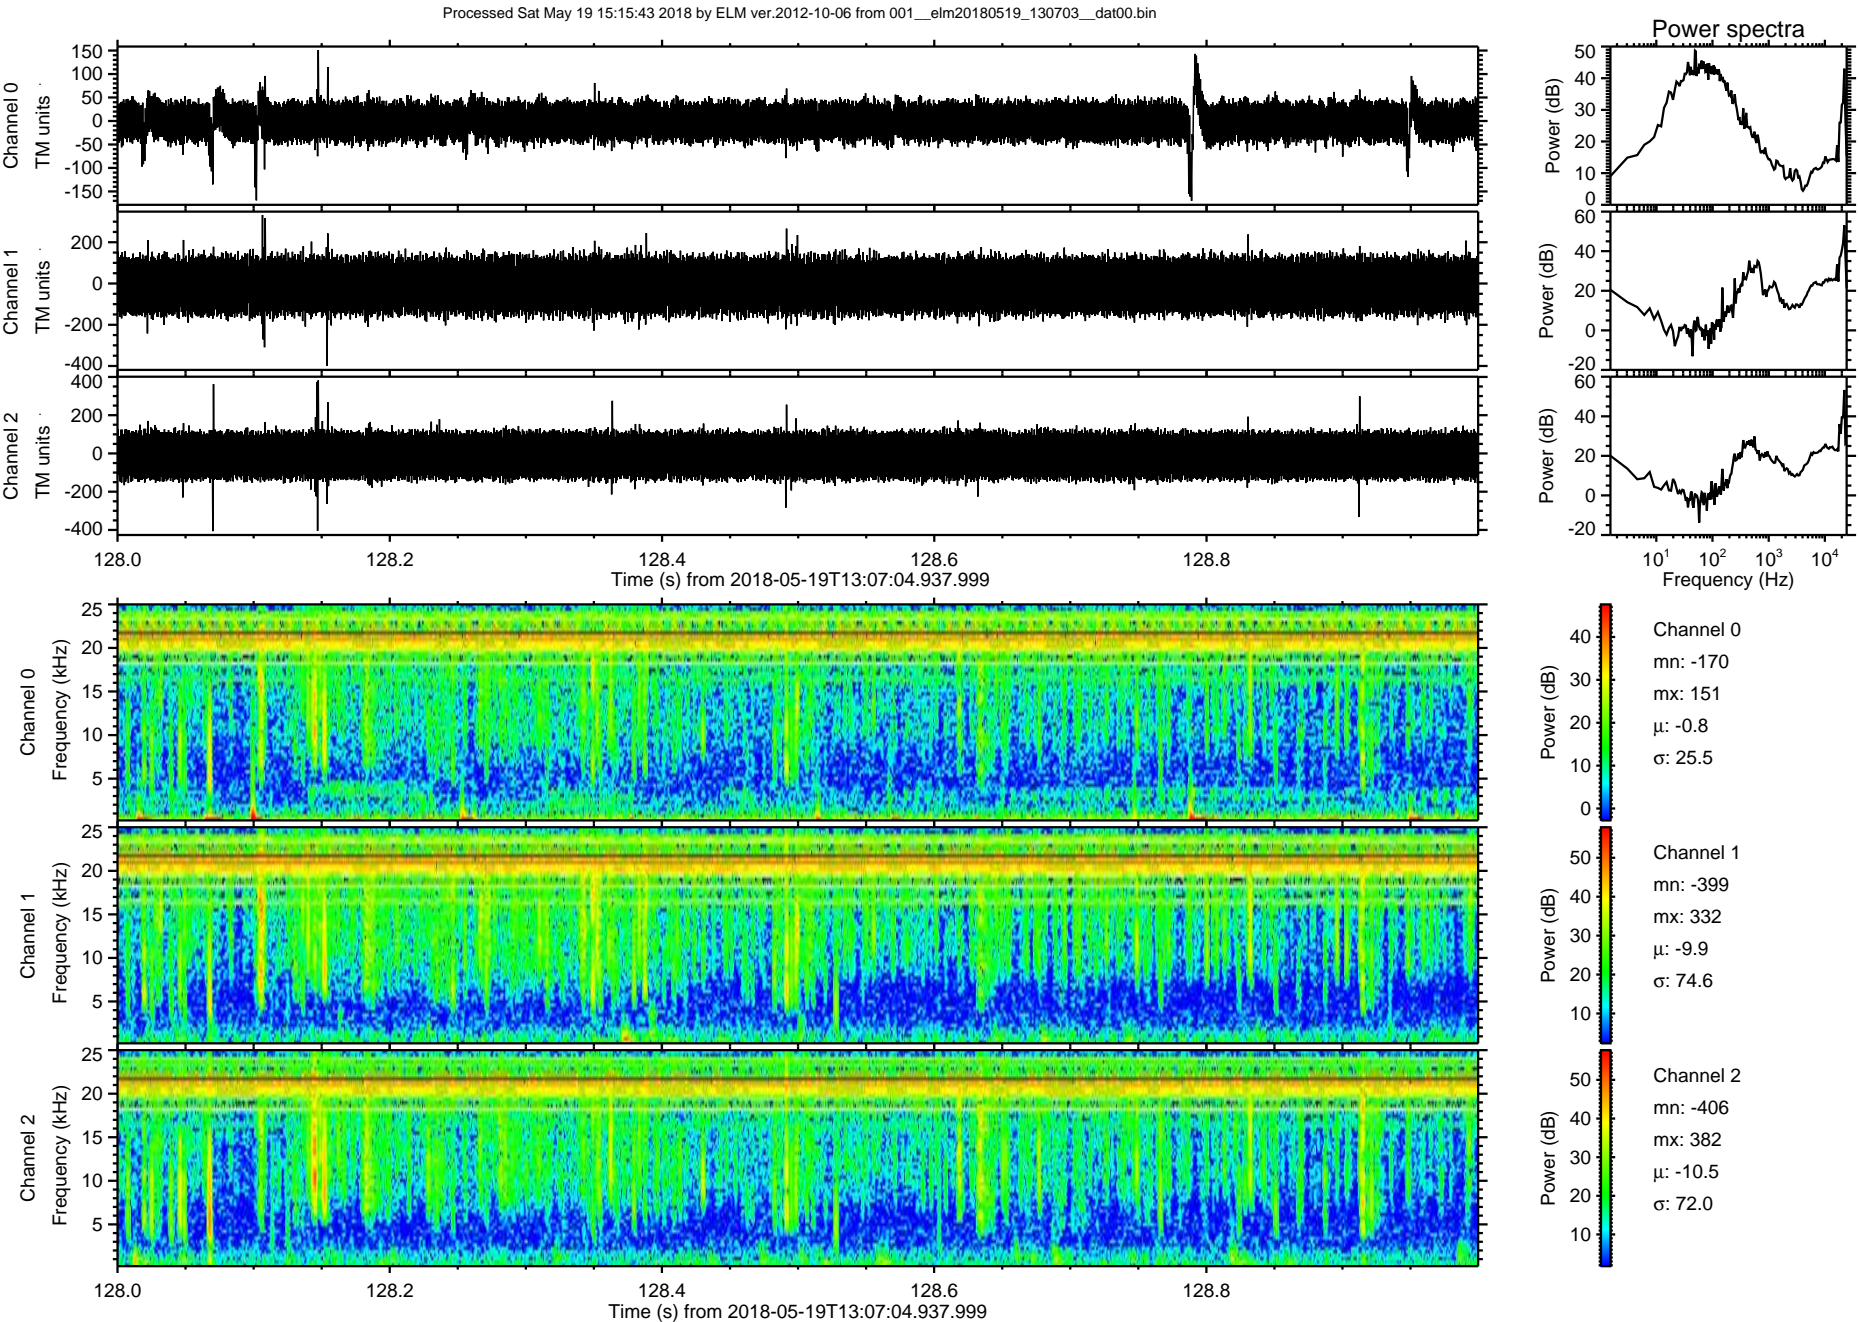 Processed Sat May 19 15:15:43 2018 by ELM ver.2012-10-06 from 001__elm20180519_130703__dat00.bin
Power spectra
Channel 0
TM units
150
100
50
0
-50
-100
-150
Power (dB)
50
40
30
20
10
0
Channel 1
TM units
200
0
-200
-400
Power (dB)
60
40
20
0
-20
Channel 2
TM units
400
200
0
-200
-400
Power (dB)
60
40
20
0
-20
128.0 128.2 128.4 128.6 128.8
Time (s) from 2018-05-19T13:07:04.937.999
10¹ 10² 10³ 10⁴
Frequency (Hz)
Channel 0
Frequency (kHz)
25
20
15
10
5
Power (dB)
40
30
20
10
0
Channel 0
mn: -170
mx: 151
μ: -0.8
σ: 25.5
Channel 1
Frequency (kHz)
25
20
15
10
5
Power (dB)
50
40
30
20
10
Channel 1
mn: -399
mx: 332
μ: -9.9
σ: 74.6
Channel 2
Frequency (kHz)
25
20
15
10
5
Power (dB)
50
40
30
20
10
Channel 2
mn: -406
mx: 382
μ: -10.5
σ: 72.0
128.0 128.2 128.4 128.6 128.8
Time (s) from 2018-05-19T13:07:04.937.999